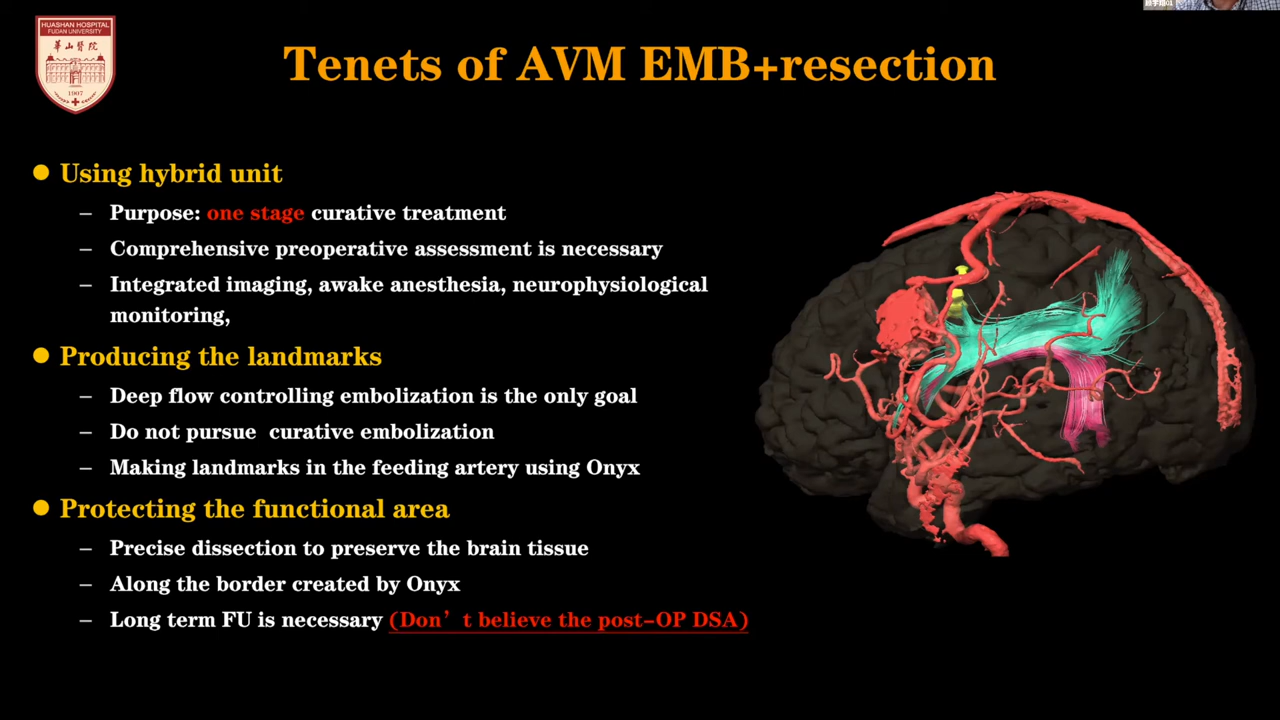 HUASHAN HOSPITAL
FUDAN UNIVERSITY
華山醫院
1907
Tenets of AVM EMB+resection
Using hybrid unit
– Purpose: one stage curative treatment
– Comprehensive preoperative assessment is necessary
– Integrated imaging, awake anesthesia, neurophysiological
monitoring,
Producing the landmarks
– Deep flow controlling embolization is the only goal
– Do not pursue curative embolization
– Making landmarks in the feeding artery using Onyx
Protecting the functional area
– Precise dissection to preserve the brain tissue
– Along the border created by Onyx
– Long term FU is necessary (Don’t believe the post-OP DSA)